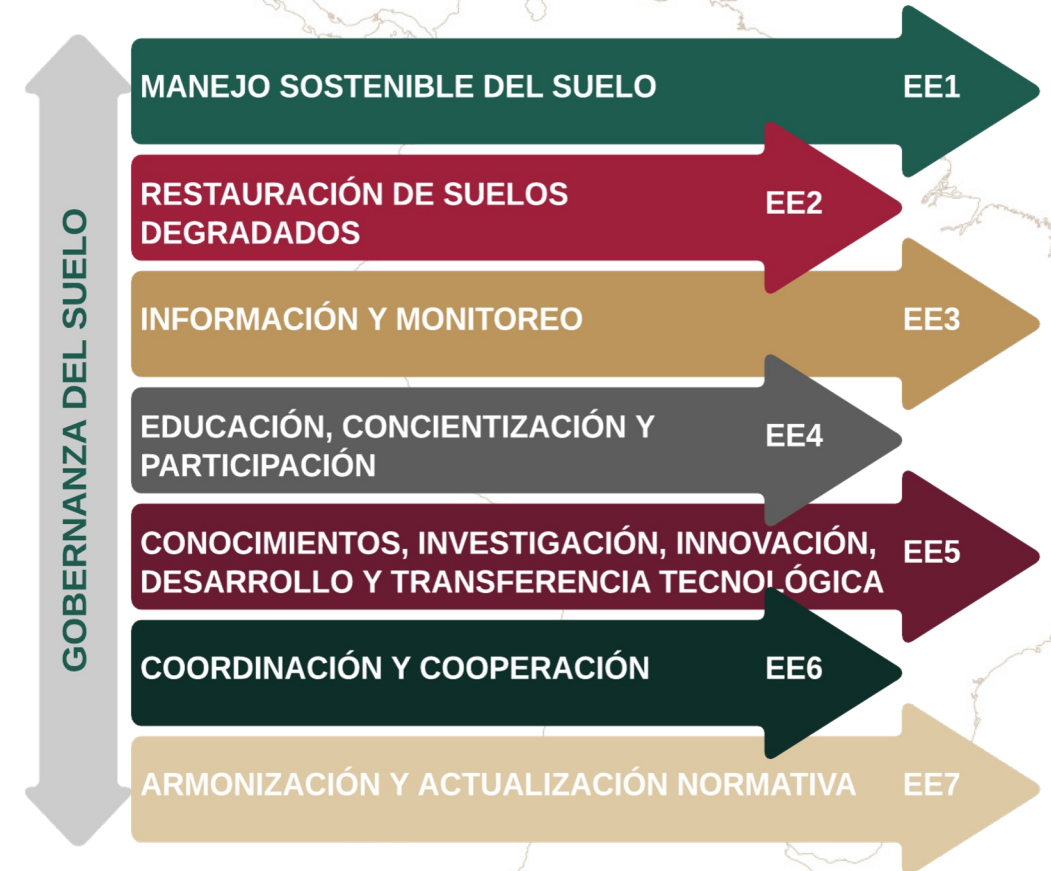 GOBERNANZA DEL SUELO
MANEJO SOSTENIBLE DEL SUELO
EE1
RESTAURACIÓN DE SUELOS
DEGRADADOS
EE2
INFORMACIÓN Y MONITOREO
EE3
EDUCACIÓN, CONCIENTIZACIÓN Y
PARTICIPACIÓN
EE4
CONOCIMIENTOS, INVESTIGACIÓN, INNOVACIÓN,
DESARROLLO Y TRANSFERENCIA TECNOLÓGICA
EE5
COORDINACIÓN Y COOPERACIÓN
EE6
ARMONIZACIÓN Y ACTUALIZACIÓN NORMATIVA
EE7